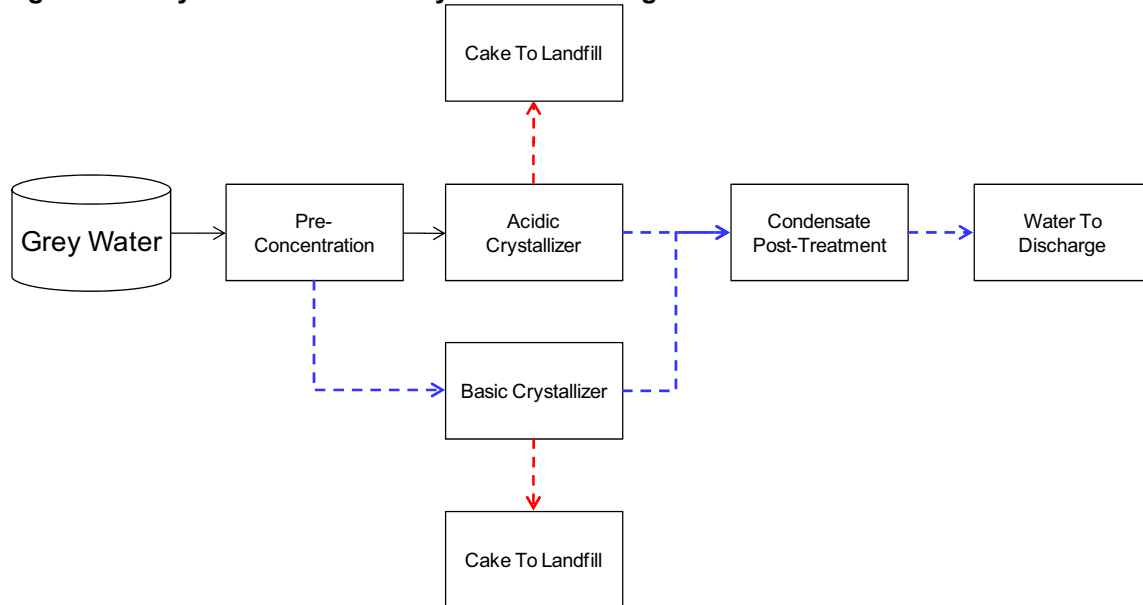 Cake To Landfill
Grey Water
Pre-
Concentration
Acidic
Crystallizer
Condensate
Post-Treatment
Water To
Discharge
Basic Crystallizer
Cake To Landfill